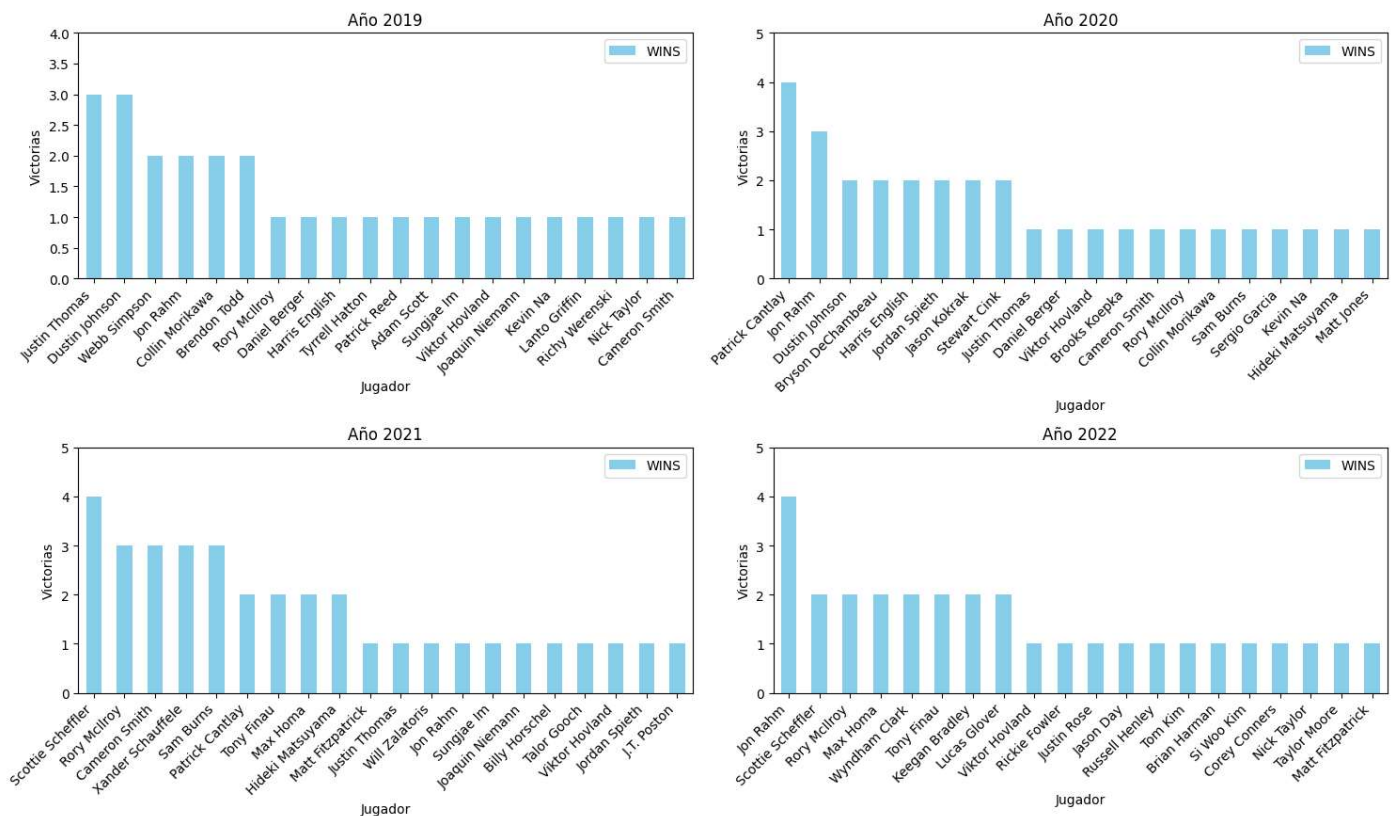 Año 2019
WINS
Victorias
4.0
3.5
3.0
2.5
2.0
1.5
1.0
0.5
0.0
Justin Thomas
Dustin Johnson
Webb Simpson
Jon Rahm
Collin Morikawa
Brendon Todd
Rory McIlroy
Daniel Berger
Harris English
Tyrrell Hatton
Patrick Reed
Adam Scott
Sungjae Im
Viktor Hovland
Joaquin Niemann
Kevin Na
Lanto Griffin
Richy Werenski
Nick Taylor
Cameron Smith
Jugador
Año 2020
WINS
Victorias
5
4
3
2
1
0
Patrick Cantlay
Jon Rahm
Dustin Johnson
Bryson Dechambeau
Harris English
Jordan Spieth
Jason Kokrak
Stewart Cink
Justin Thomas
Daniel Berger
Viktor Hovland
Brooks Koepka
Cameron Smith
Rory McIlroy
Collin Morikawa
Sam Burns
Sergio Garcia
Kevin Na
Hideki Matsuyama
Matt Jones
Jugador
Año 2021
WINS
Victorias
5
4
3
2
1
0
Scottie Scheffler
Rory McIlroy
Cameron Smith
Xander Schauffele
Sam Burns
Patrick Cantlay
Tony Finau
Max Homa
Hideki Matsuyama
Matt Fitzpatrick
Justin Thomas
Will Zalatoris
Jon Rahm
Sungjae Im
Joaquin Niemann
Billy Horschel
Talor Gooch
Viktor Hovland
Jordan Spieth
J.T. Poston
Jugador
Año 2022
WINS
Victorias
5
4
3
2
1
0
Jon Rahm
Scottie Scheffler
Rory McIlroy
Max Homa
Wyndham Clark
Tony Finau
Keegan Bradley
Lucas Glover
Viktor Hovland
Rickie Fowler
Justin Rose
Jason Day
Russell Henley
Tom Kim
Brian Harman
Si Woo Kim
Corey Conners
Nick Taylor
Taylor Moore
Matt Fitzpatrick
Jugador